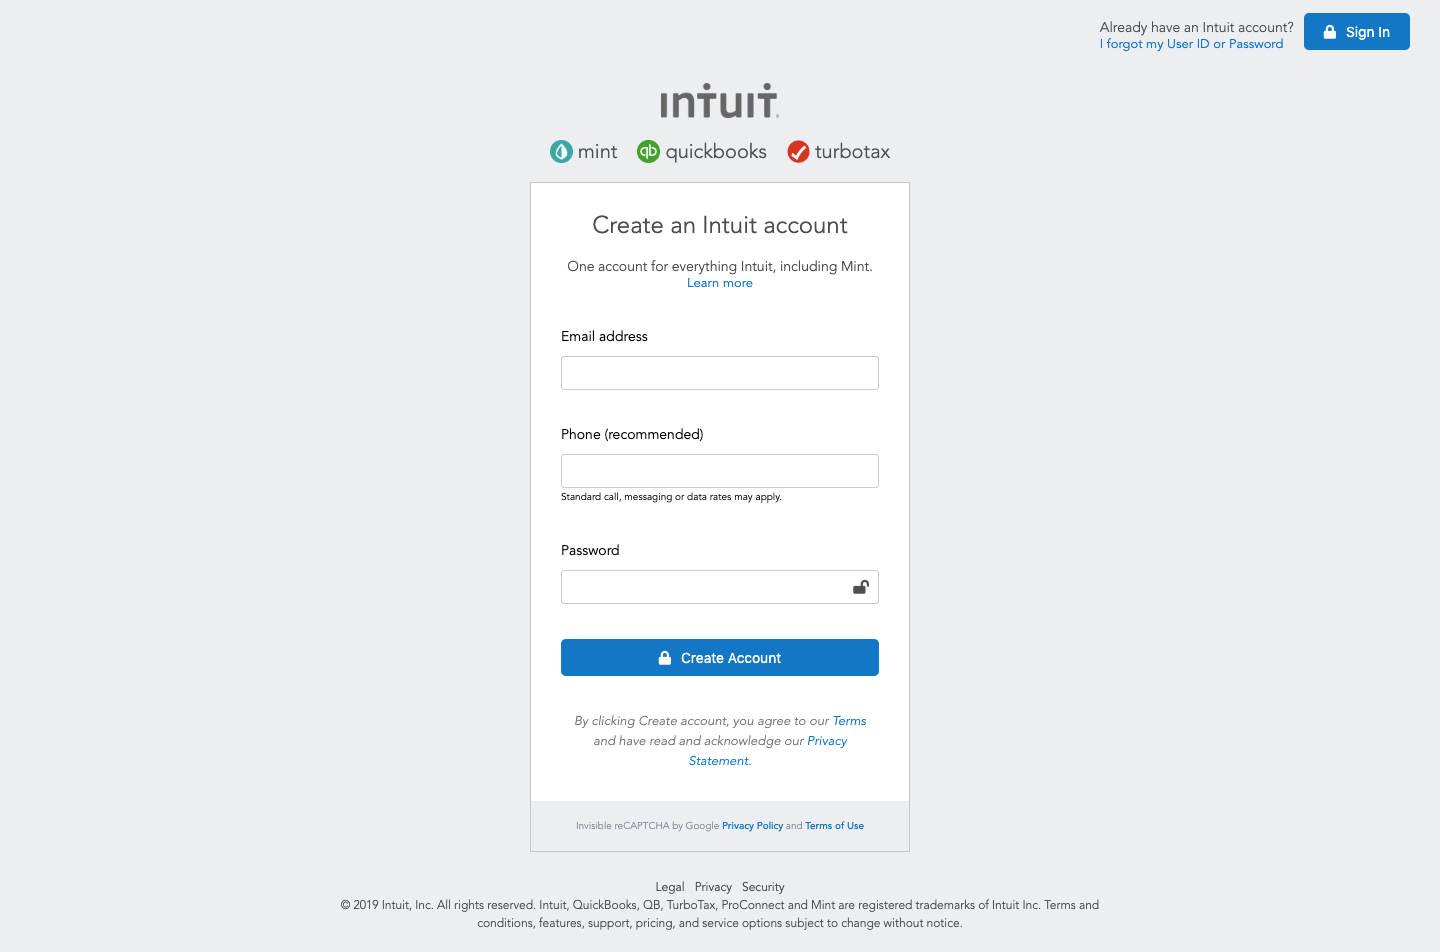 Already have an Intuit account?
I forgot my User ID or Password
Sign In
intuit
mint quickbooks turbotax
Create an Intuit account
One account for everything Intuit, including Mint.
Learn more
Email address
Phone (recommended)
Standard call, messaging or data rates may apply.
Password
Create Account
By clicking Create account, you agree to our Terms
and have read and acknowledge our Privacy
Statement.
Invisible reCAPTCHA by Google Privacy Policy and Terms of Use
Legal Privacy Security
© 2019 Intuit, Inc. All rights reserved. Intuit, QuickBooks, QB, TurboTax, ProConnect and Mint are registered trademarks of Intuit Inc. Terms and
conditions, features, support, pricing, and service options subject to change without notice.